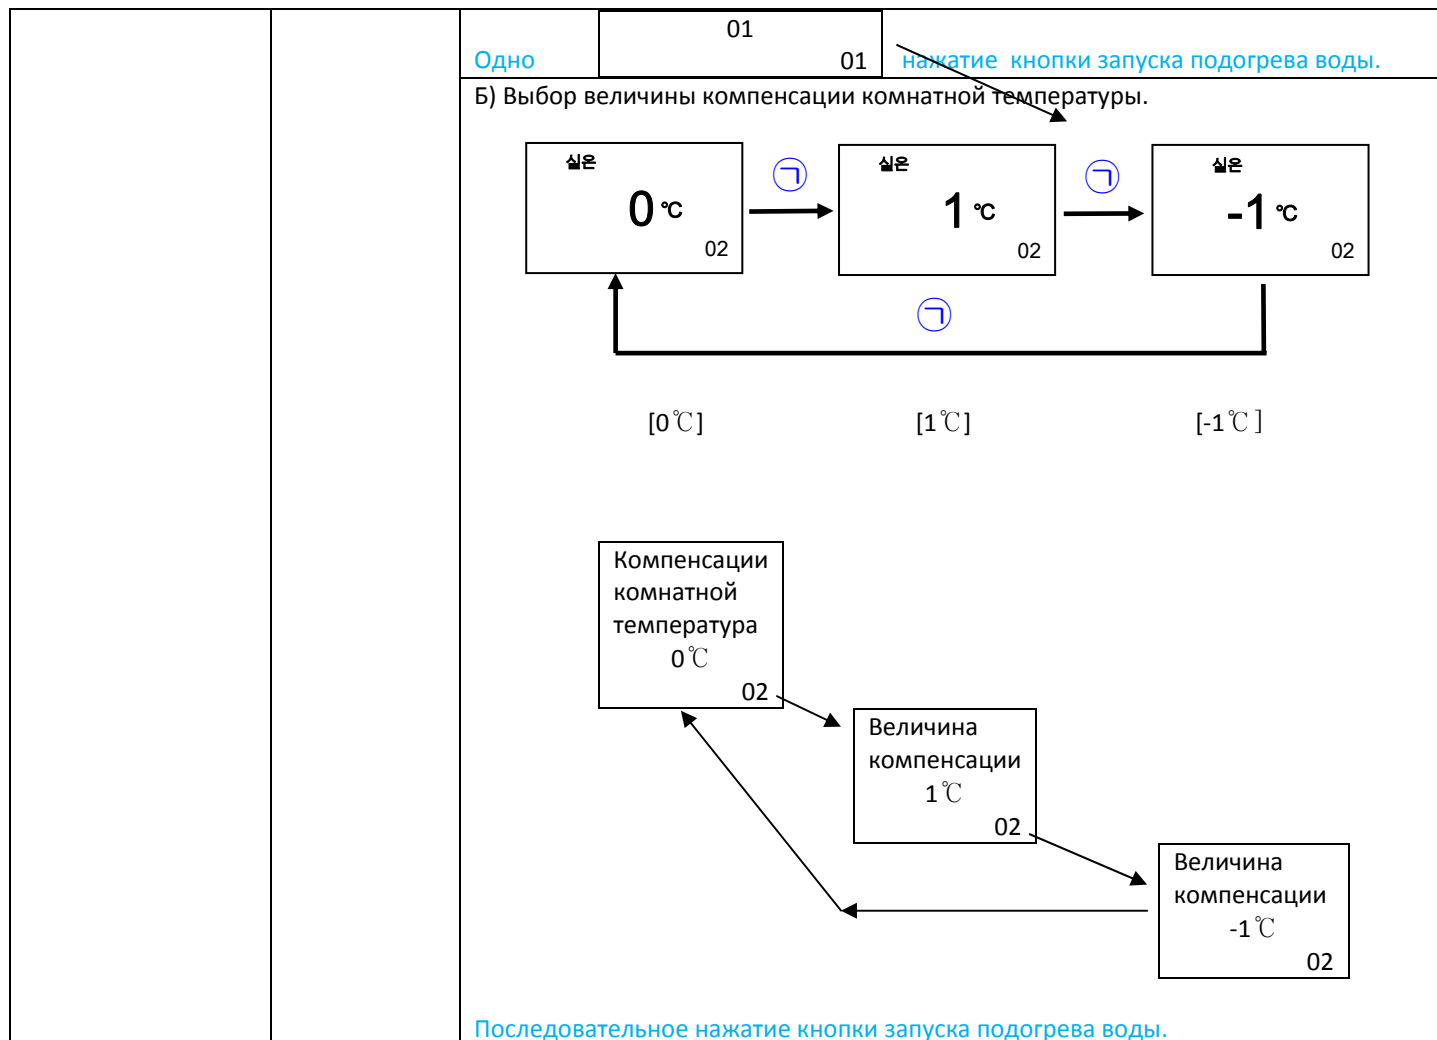 01
Одно 01 нажатие кнопки запуска подогрева воды.
Б) Выбор величины компенсации комнатной температуры.
실온 실온 실온
㉠ ㉠
0 ℃ 1 ℃ -1 ℃
02 02 02
㉠
[0℃] [1℃] [-1℃]
Компенсации
комнатной
температура
0℃
02
Величина
компенсации
1℃
02
Величина
компенсации
-1℃
02
Последовательное нажатие кнопки запуска подогрева воды.